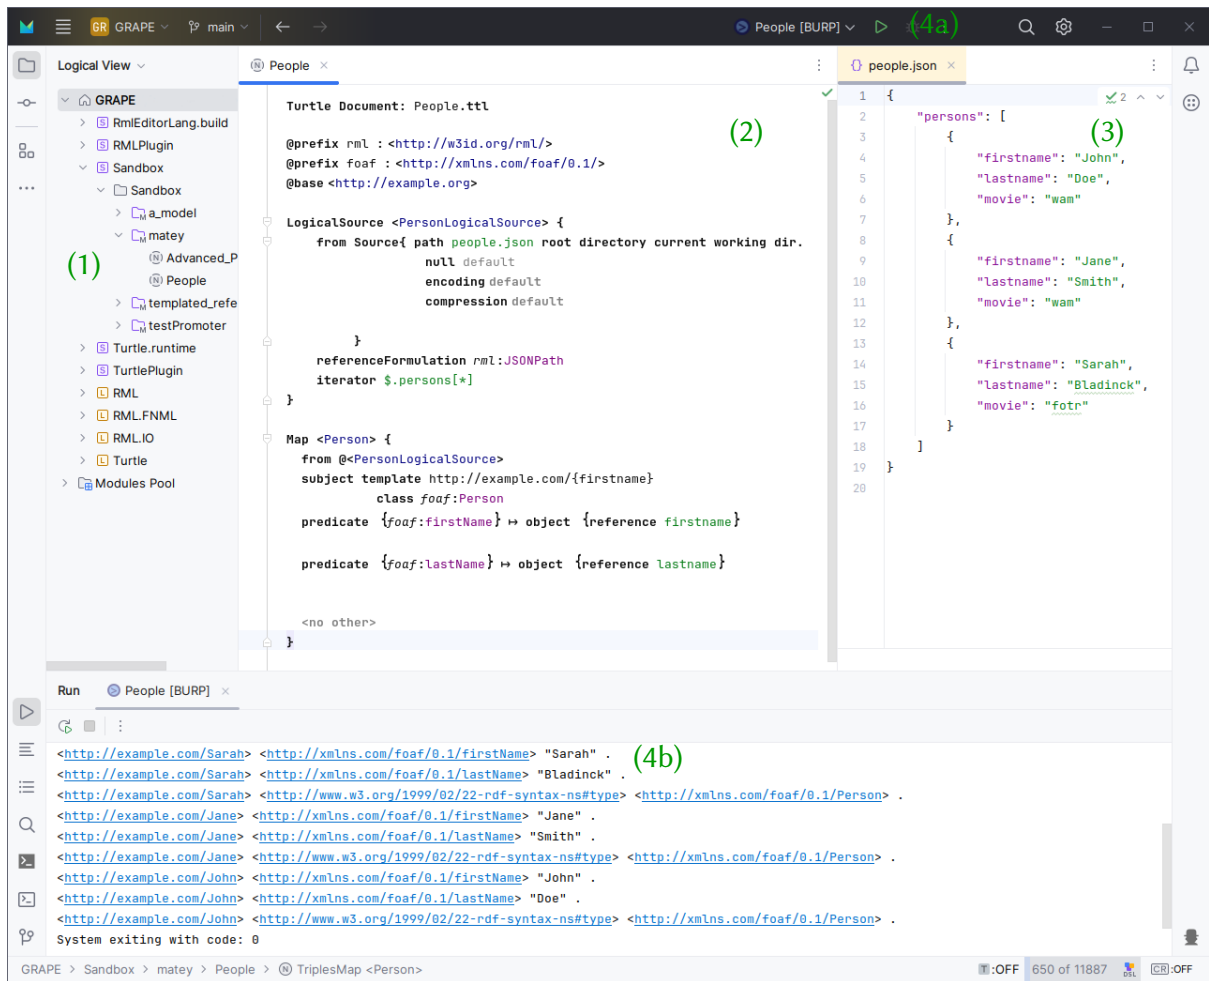 GR GRAPE main People [BURP] (4a)
Logical View
People
people.json
GRAPE
RmlEditorLang.build
RMLPlugin
Sandbox
Sandbox
a_model
matey
Advanced_P
People
templated_refe
testPromoter
Turtle.runtime
TurtlePlugin
RML
RML.FNML
RML.IO
Turtle
Modules Pool
(1)
Turtle Document: People.ttl
(2)
@prefix rml : <http://w3id.org/rml/>
@prefix foaf : <http://xmlns.com/foaf/0.1/>
@base <http://example.org>
LogicalSource <PersonLogicalSource> {
from Source{ path people.json root directory current working dir.
null default
encoding default
compression default
}
referenceFormulation rml:JSONPath
iterator $.persons[*]
}
Map <Person> {
from @<PersonLogicalSource>
subject template http://example.com/{firstname}
class foaf:Person
predicate {foaf:firstName} ↦ object {reference firstname}
predicate {foaf:lastName} ↦ object {reference lastname}
<no other>
}
2
(3)
1 {
2 "persons": [
3 {
4 "firstname": "John",
5 "lastname": "Doe",
6 "movie": "wam"
7 },
8 {
9 "firstname": "Jane",
10 "lastname": "Smith",
11 "movie": "wam"
12 },
13 {
14 "firstname": "Sarah",
15 "lastname": "Bladinck",
16 "movie": "fotr"
17 }
18 ]
19 }
20
Run People [BURP]
(4b)
<http://example.com/Sarah> <http://xmlns.com/foaf/0.1/firstName> "Sarah" .
<http://example.com/Sarah> <http://xmlns.com/foaf/0.1/lastName> "Bladinck" .
<http://example.com/Sarah> <http://www.w3.org/1999/02/22-rdf-syntax-ns#type> <http://xmlns.com/foaf/0.1/Person> .
<http://example.com/Jane> <http://xmlns.com/foaf/0.1/firstName> "Jane" .
<http://example.com/Jane> <http://xmlns.com/foaf/0.1/lastName> "Smith" .
<http://example.com/Jane> <http://www.w3.org/1999/02/22-rdf-syntax-ns#type> <http://xmlns.com/foaf/0.1/Person> .
<http://example.com/John> <http://xmlns.com/foaf/0.1/firstName> "John" .
<http://example.com/John> <http://xmlns.com/foaf/0.1/lastName> "Doe" .
<http://example.com/John> <http://www.w3.org/1999/02/22-rdf-syntax-ns#type> <http://xmlns.com/foaf/0.1/Person> .
System exiting with code: 0
GRAPE > Sandbox > matey > People > N TriplesMap <Person> T :OFF 650 of 11887 DSL CR :OFF